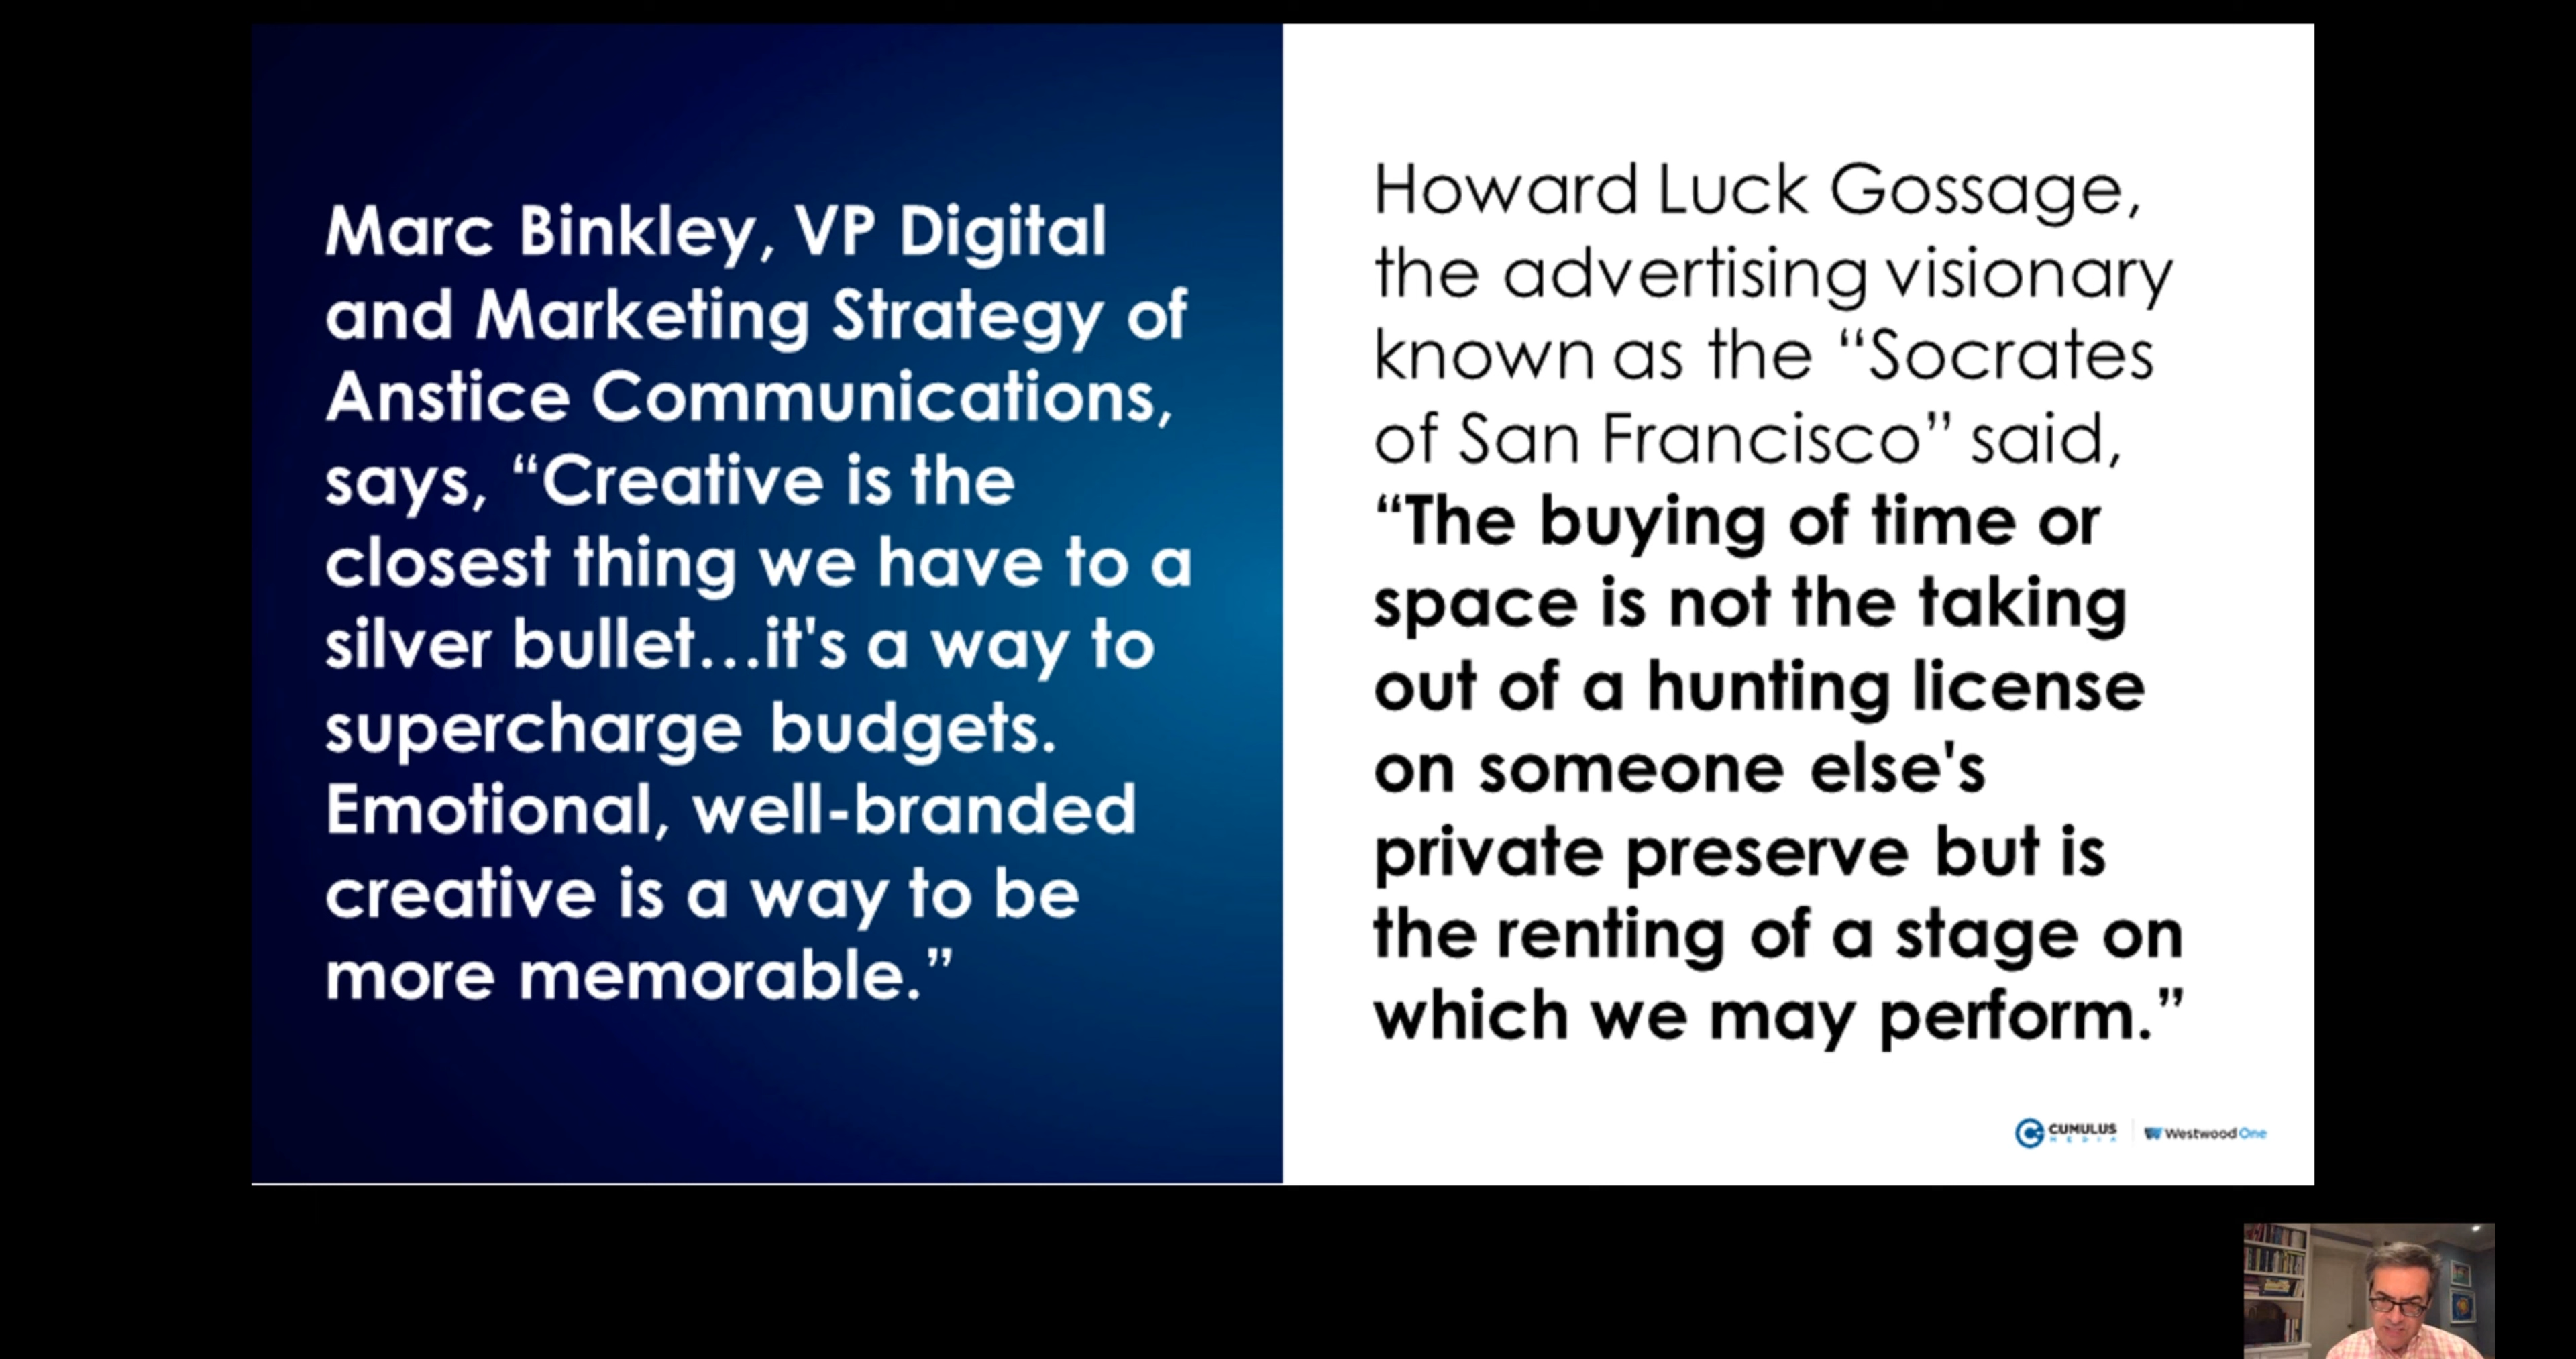 Marc Binkley, VP Digital
and Marketing Strategy of
Anstice Communications,
says, “Creative is the
closest thing we have to a
silver bullet…it's a way to
supercharge budgets.
Emotional, well-branded
creative is a way to be
more memorable.”
Howard Luck Gossage,
the advertising visionary
known as the “Socrates
of San Francisco” said,
“The buying of time or
space is not the taking
out of a hunting license
on someone else's
private preserve but is
the renting of a stage on
which we may perform.”
CUMULUS
MEDIA
Westwood One